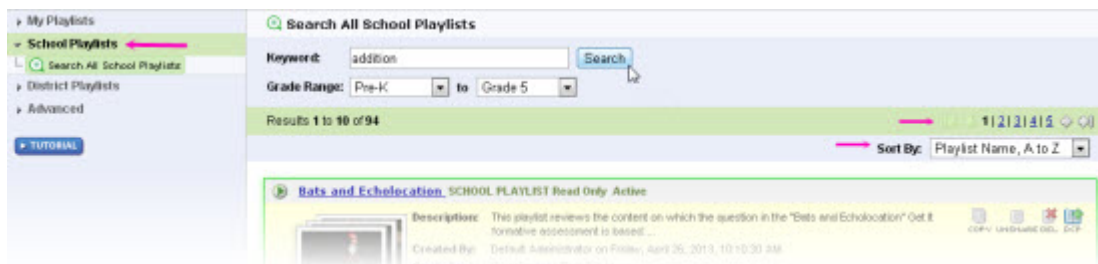 My Playlists
School Playlists
Search All School Playlists
District Playlists
Advanced
TUTORIAL
Search All School Playlists
Keyword: addition Search
Grade Range: Pre-K to Grade 5
Results 1 to 10 of 94 1|2|3|4|5
Sort By: Playlist Name, A to Z
Bats and Echolocation SCHOOL PLAYLIST Read Only Active
Description: This playlist reviews the content on which the question in the "Bats and Echolocation" Get it
formative assessment is based...
COPY UNSHARE DEL DCP
Created By: Default Administrator on Friday, April 26, 2013, 10:10:30 AM